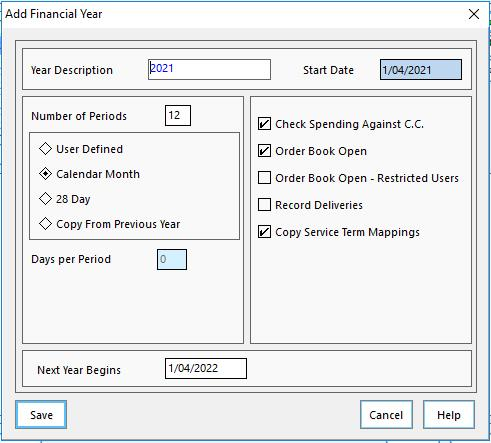 Add Financial Year
Year Description 2021 Start Date 1/04/2021
Number of Periods 12
User Defined
Calendar Month
28 Day
Copy From Previous Year
Days per Period 0
Check Spending Against C.C.
Order Book Open
Order Book Open - Restricted Users
Record Deliveries
Copy Service Term Mappings
Next Year Begins 1/04/2022
Save Cancel Help